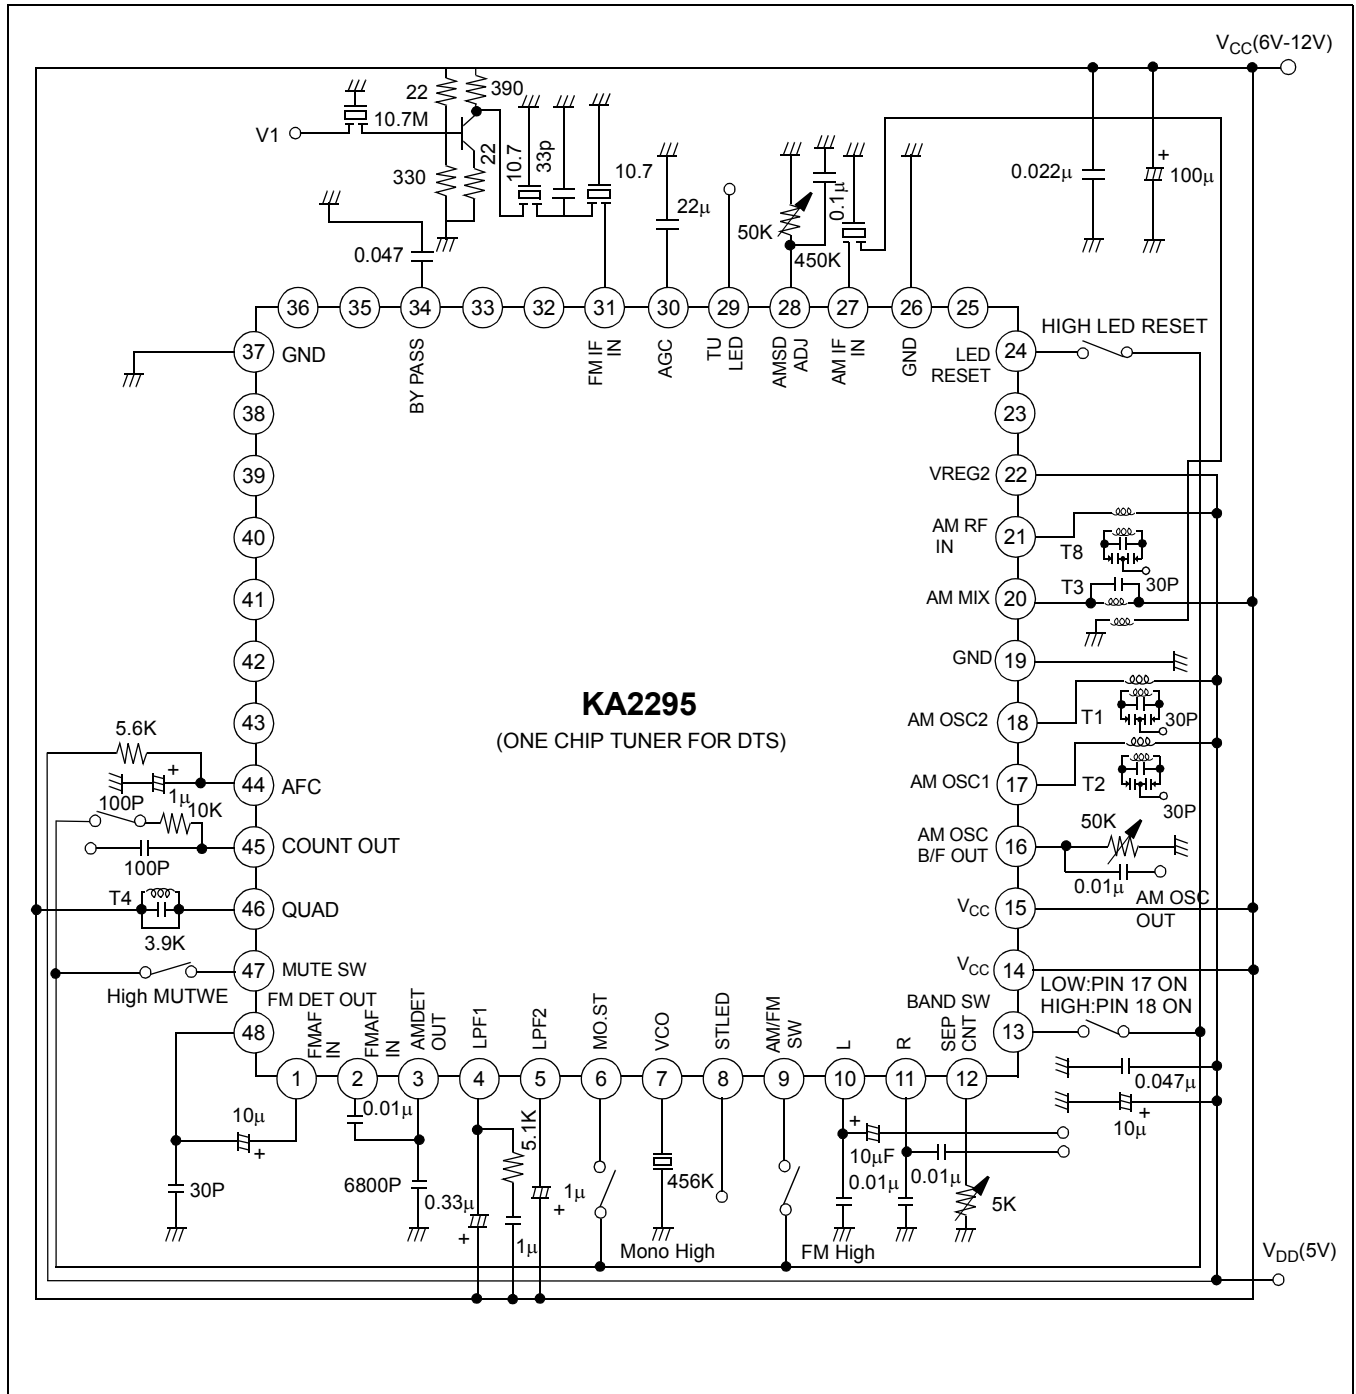 VCC(6V-12V)
22
390
10.7M
V1
22
330
10.7
33p
10.7
0.022µ
100µ
+
22µ
50K
0.1µ
450K
0.047
36
35
34
33
32
31
30
29
28
27
26
25
HIGH LED RESET
37
GND
BY PASS
FM IF
IN
AGC
TU
LED
AMSD
ADJ
AM IF
IN
GND
LED
RESET
24
38
23
39
VREG2
22
40
AM RF
IN
21
T8
30P
41
AM MIX
20
T3
42
GND
19
KA2295
(ONE CHIP TUNER FOR DTS)
43
AM OSC2
18
T1
30P
5.6K
+
1µ
44
AFC
AM OSC1
17
T2
30P
100P
10K
45
COUNT OUT
100P
AM OSC
B/F OUT
16
50K
0.01µ
AM OSC
OUT
T4
46
QUAD
3.9K
VCC
15
47
MUTE SW
High MUTWE
VCC
14
LOW:PIN 17 ON
HIGH:PIN 18 ON
48
FM DET OUT
BAND SW
13
FMAF
IN
FMAF
IN
AMDET
OUT
LPF1
LPF2
MO.ST
VCO
STLED
AM/FM
SW
L
R
SEP
CNT
1
2
3
4
5
6
7
8
9
10
11
12
0.047µ
+
10µ
10µ
+
0.01µ
5.1K
+
10µF
0.01µ
0.01µ
30P
6800P
0.33µ
+
1µ
1µ
+
456K
5K
Mono High
FM High
VDD(5V)